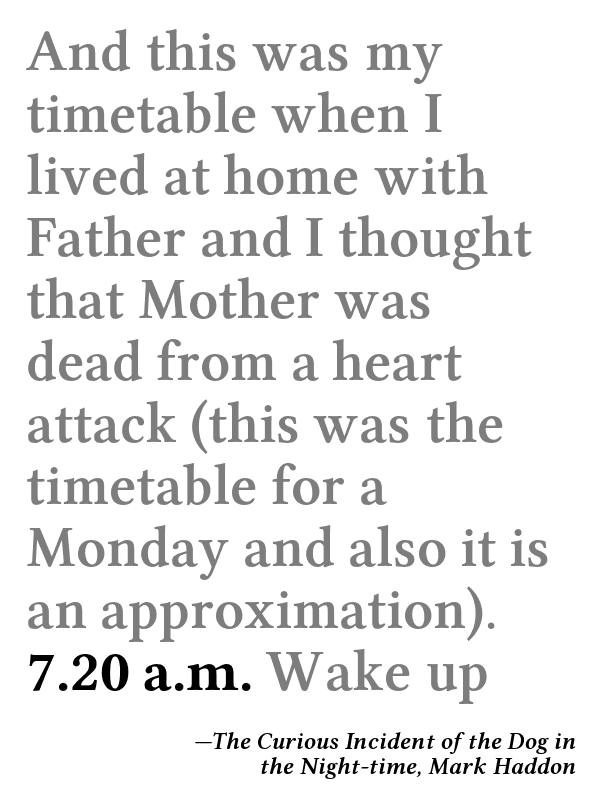 And this was my
timetable when I
lived at home with
Father and I thought
that Mother was
dead from a heart
attack (this was the
timetable for a
Monday and also it is
an approximation).
7.20 a.m. Wake up
—The Curious Incident of the Dog in
the Night-time, Mark Haddon